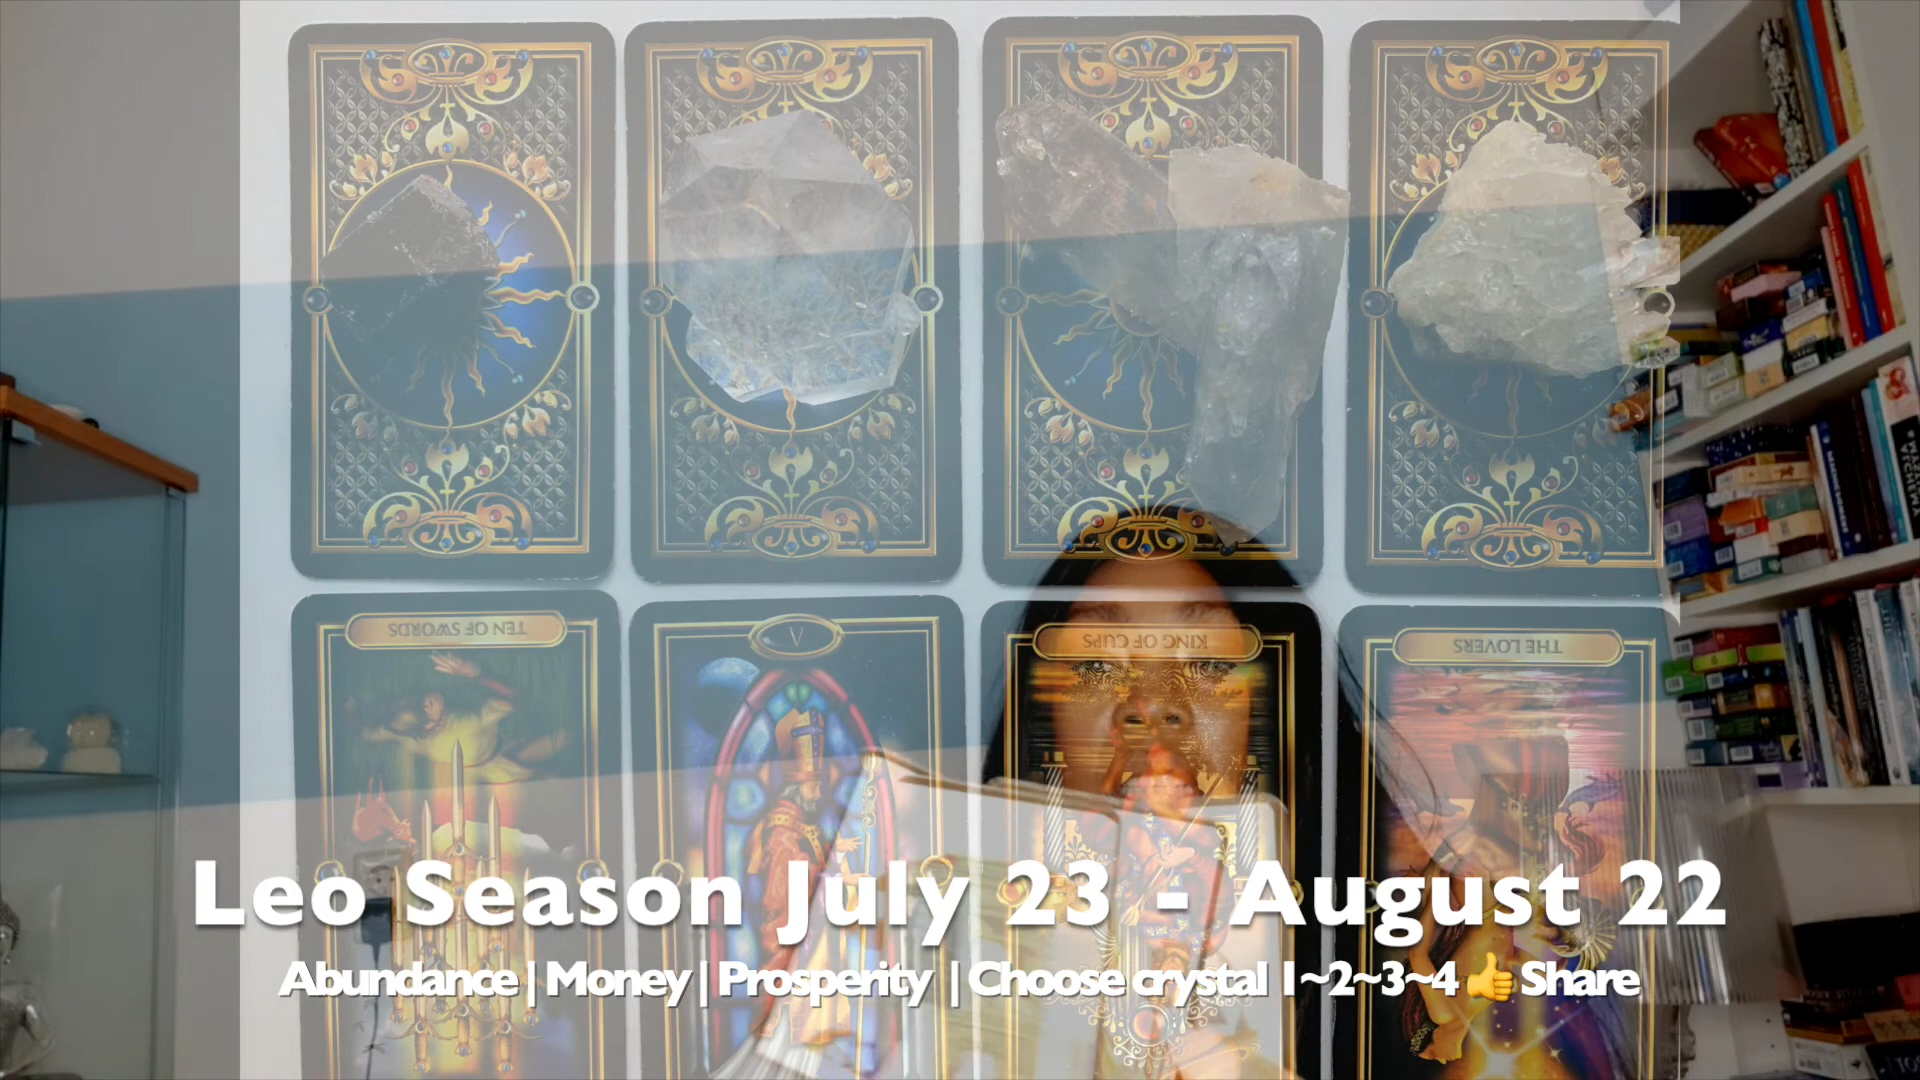 TEN OF SWORDS
V
KING OF CUPS
THE LOVERS
Leo Season July 23 - August 22
Abundance | Money | Prosperity | Choose crystal 1~2~3~4 👍 Share